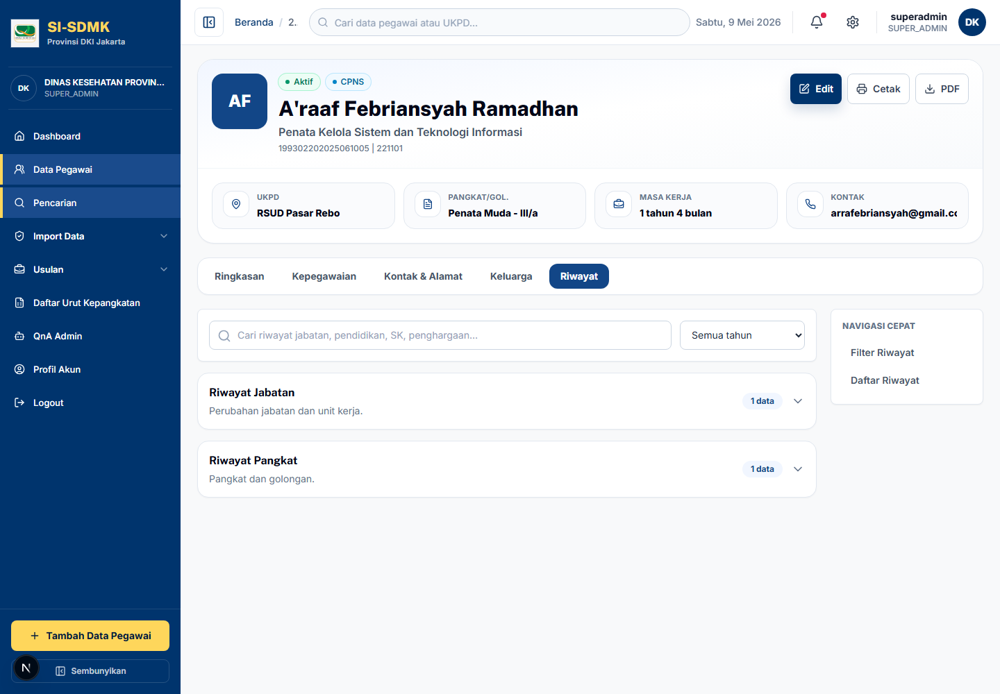 SI-SDMK
Provinsi DKI Jakarta
DK
DINAS KESEHATAN PROVIN...
SUPER_ADMIN
Dashboard
Data Pegawai
Pencarian
Import Data
Usulan
Daftar Urut Kepangkatan
QnA Admin
Profil Akun
Logout
Tambah Data Pegawai
N
Sembunyikan
Beranda / 2.
Cari data pegawai atau UKPD...
Sabtu, 9 Mei 2026
superadmin
SUPER_ADMIN
DK
AF
Aktif
CPNS
A'raaf Febriansyah Ramadhan
Penata Kelola Sistem dan Teknologi Informasi
199302202025061005 | 221101
Edit
Cetak
PDF
UKPD
RSUD Pasar Rebo
PANGKAT/GOL.
Penata Muda - III/a
MASA KERJA
1 tahun 4 bulan
KONTAK
arrafebriansyah@gmail.cc
Ringkasan
Kepegawaian
Kontak & Alamat
Keluarga
Riwayat
Cari riwayat jabatan, pendidikan, SK, penghargaan...
Semua tahun
Riwayat Jabatan
Perubahan jabatan dan unit kerja.
1 data
Riwayat Pangkat
Pangkat dan golongan.
1 data
NAVIGASI CEPAT
Filter Riwayat
Daftar Riwayat